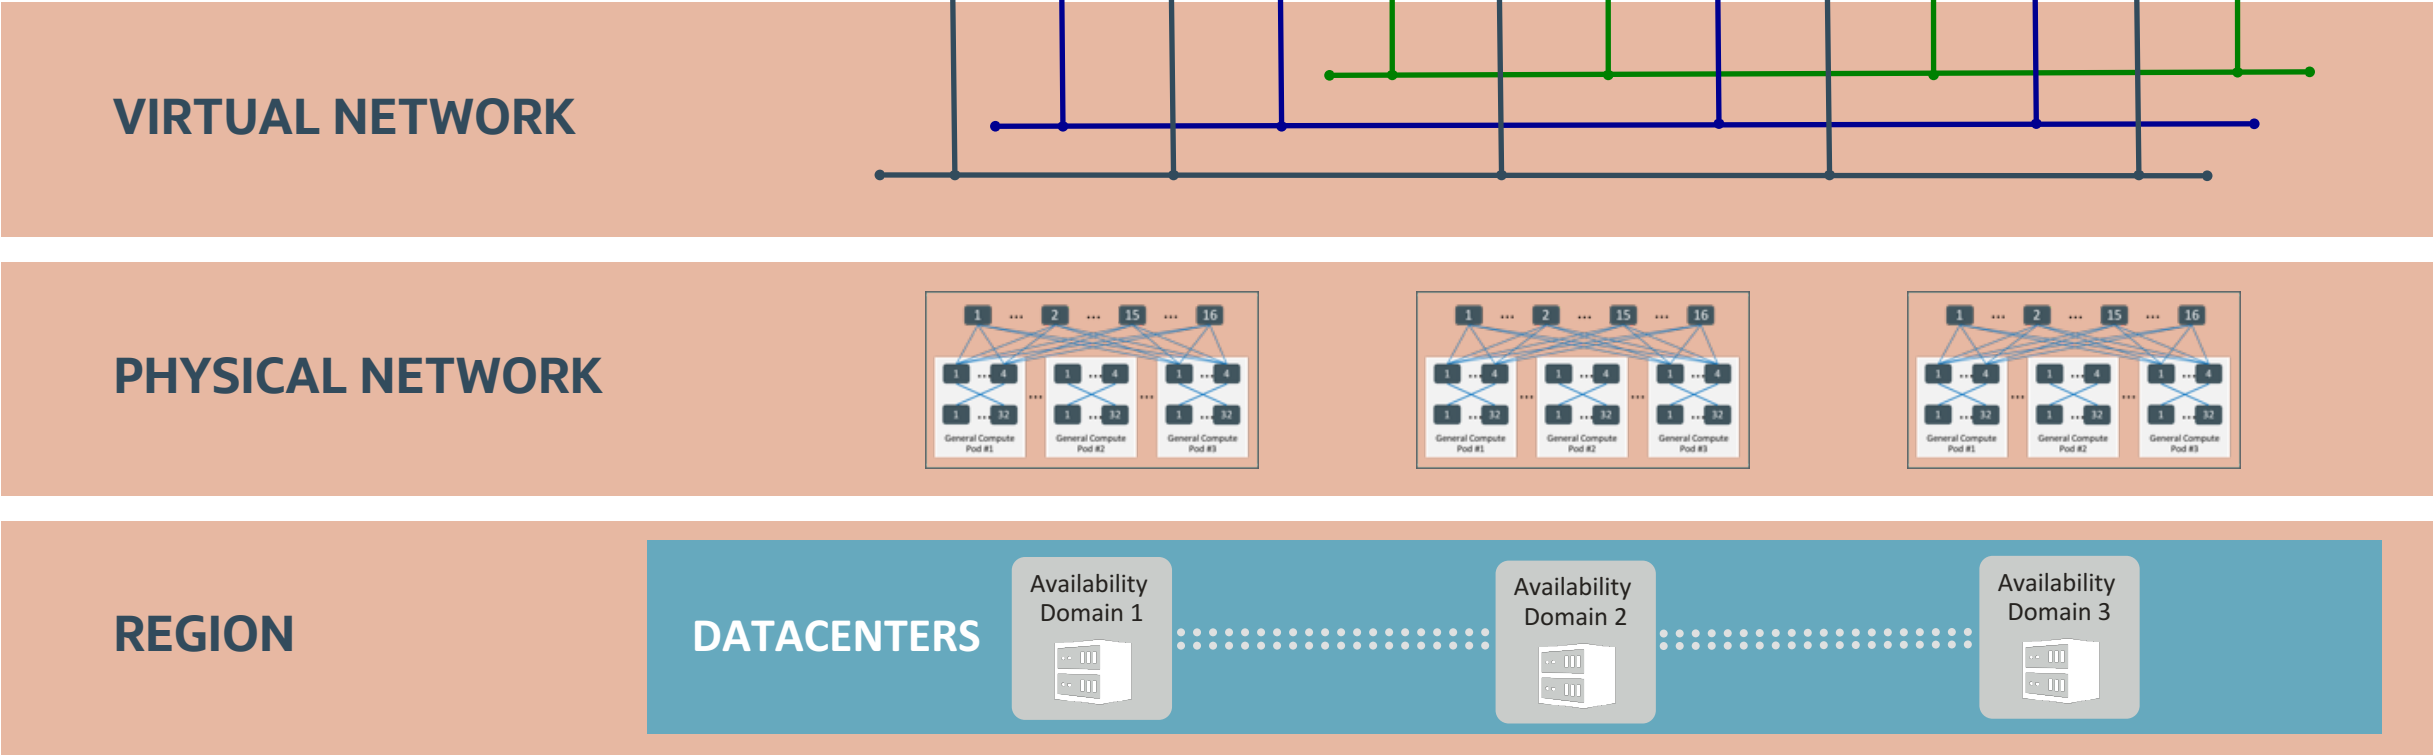 VIRTUAL NETWORK
PHYSICAL NETWORK
1 ... 2 ... 15 ... 16
1 ... 4 1 ... 4 1 ... 4
... ...
1 ... 32 1 ... 32 1 ... 32
General Compute General Compute General Compute
Pod #1 Pod #2 Pod #3
1 ... 2 ... 15 ... 16
1 ... 4 1 ... 4 1 ... 4
... ...
1 ... 32 1 ... 32 1 ... 32
General Compute General Compute General Compute
Pod #1 Pod #2 Pod #3
1 ... 2 ... 15 ... 16
1 ... 4 1 ... 4 1 ... 4
... ...
1 ... 32 1 ... 32 1 ... 32
General Compute General Compute General Compute
Pod #1 Pod #2 Pod #3
REGION
DATACENTERS
Availability
Domain 1
Availability
Domain 2
Availability
Domain 3